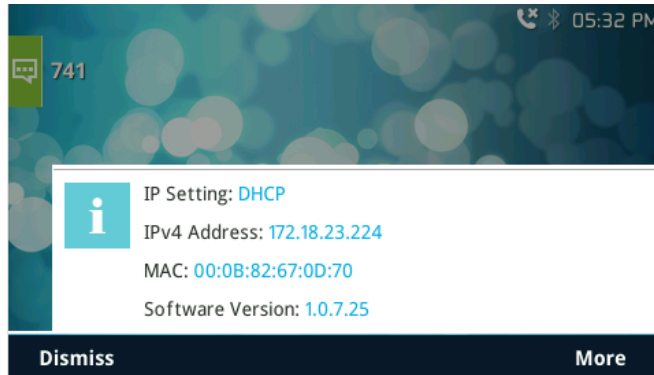 05:32 PM
741
IP Setting: DHCP
IPv4 Address: 172.18.23.224
MAC: 00:0B:82:67:0D:70
Software Version: 1.0.7.25
Dismiss More